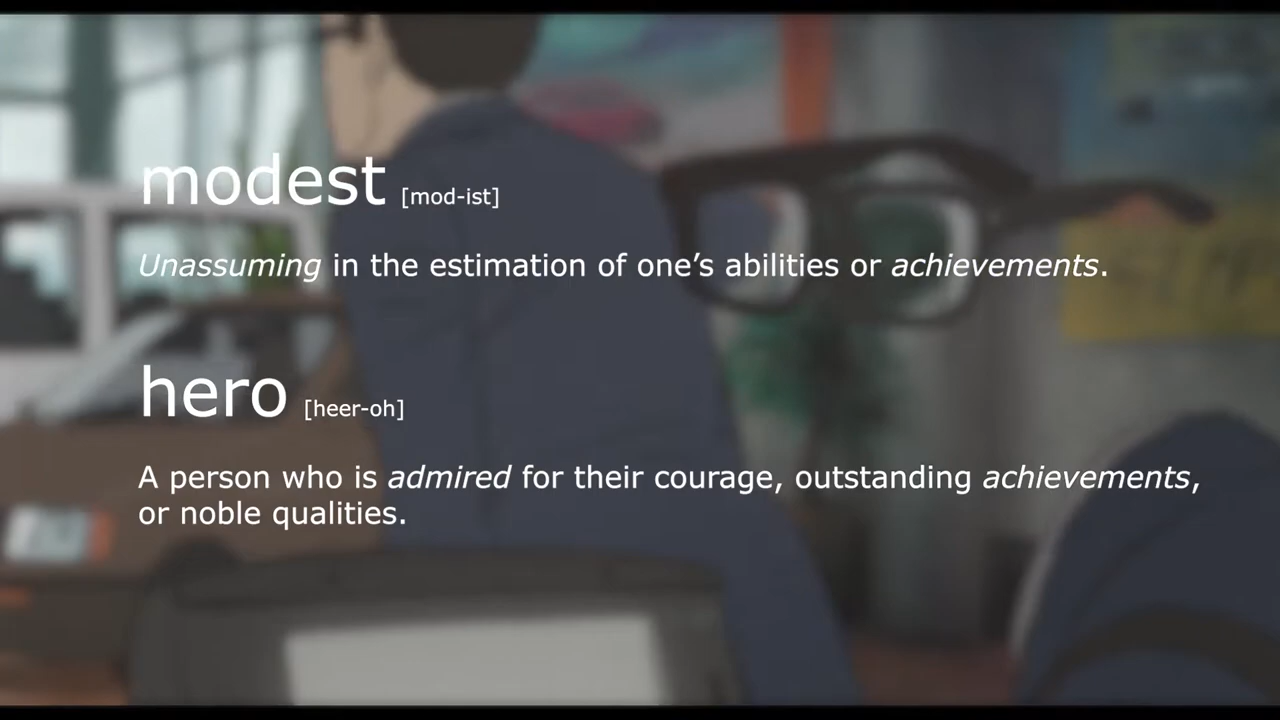 modest [mod-ist]
Unassuming in the estimation of one’s abilities or achievements.
hero [heer-oh]
A person who is admired for their courage, outstanding achievements,
or noble qualities.